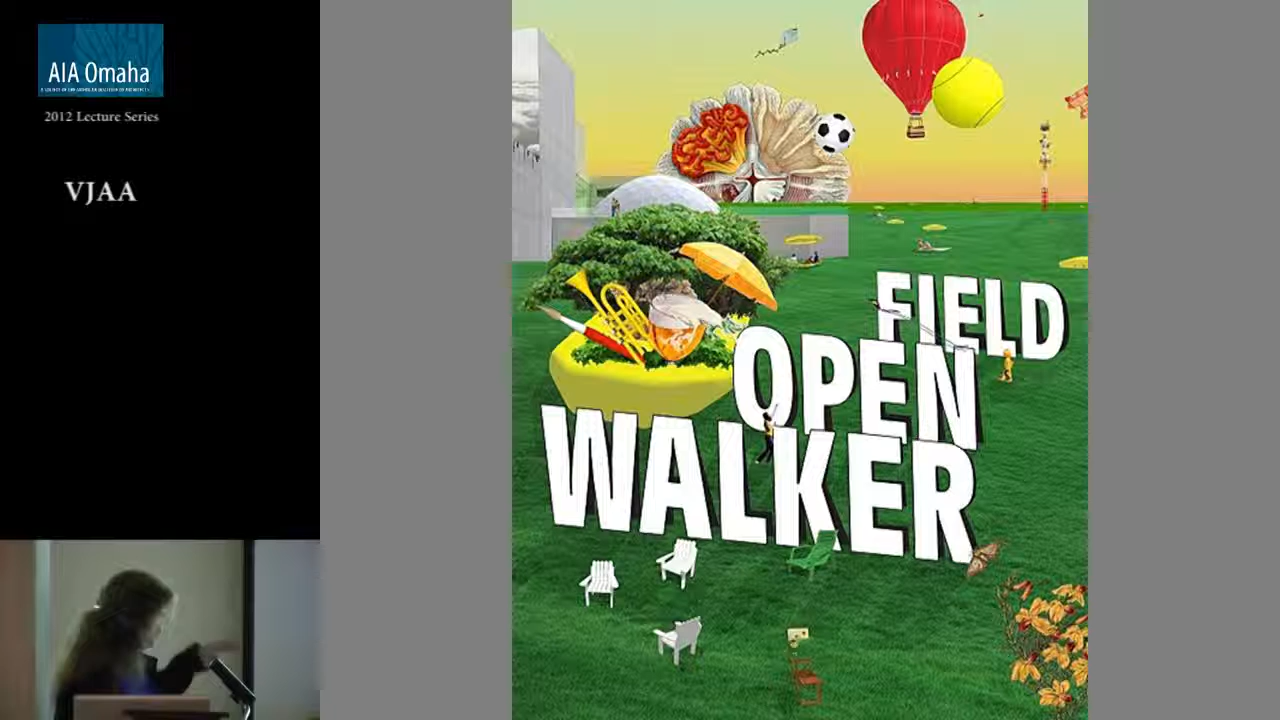 AIA Omaha
2012 Lecture Series
VJAA
FIELD
OPEN
WALKER